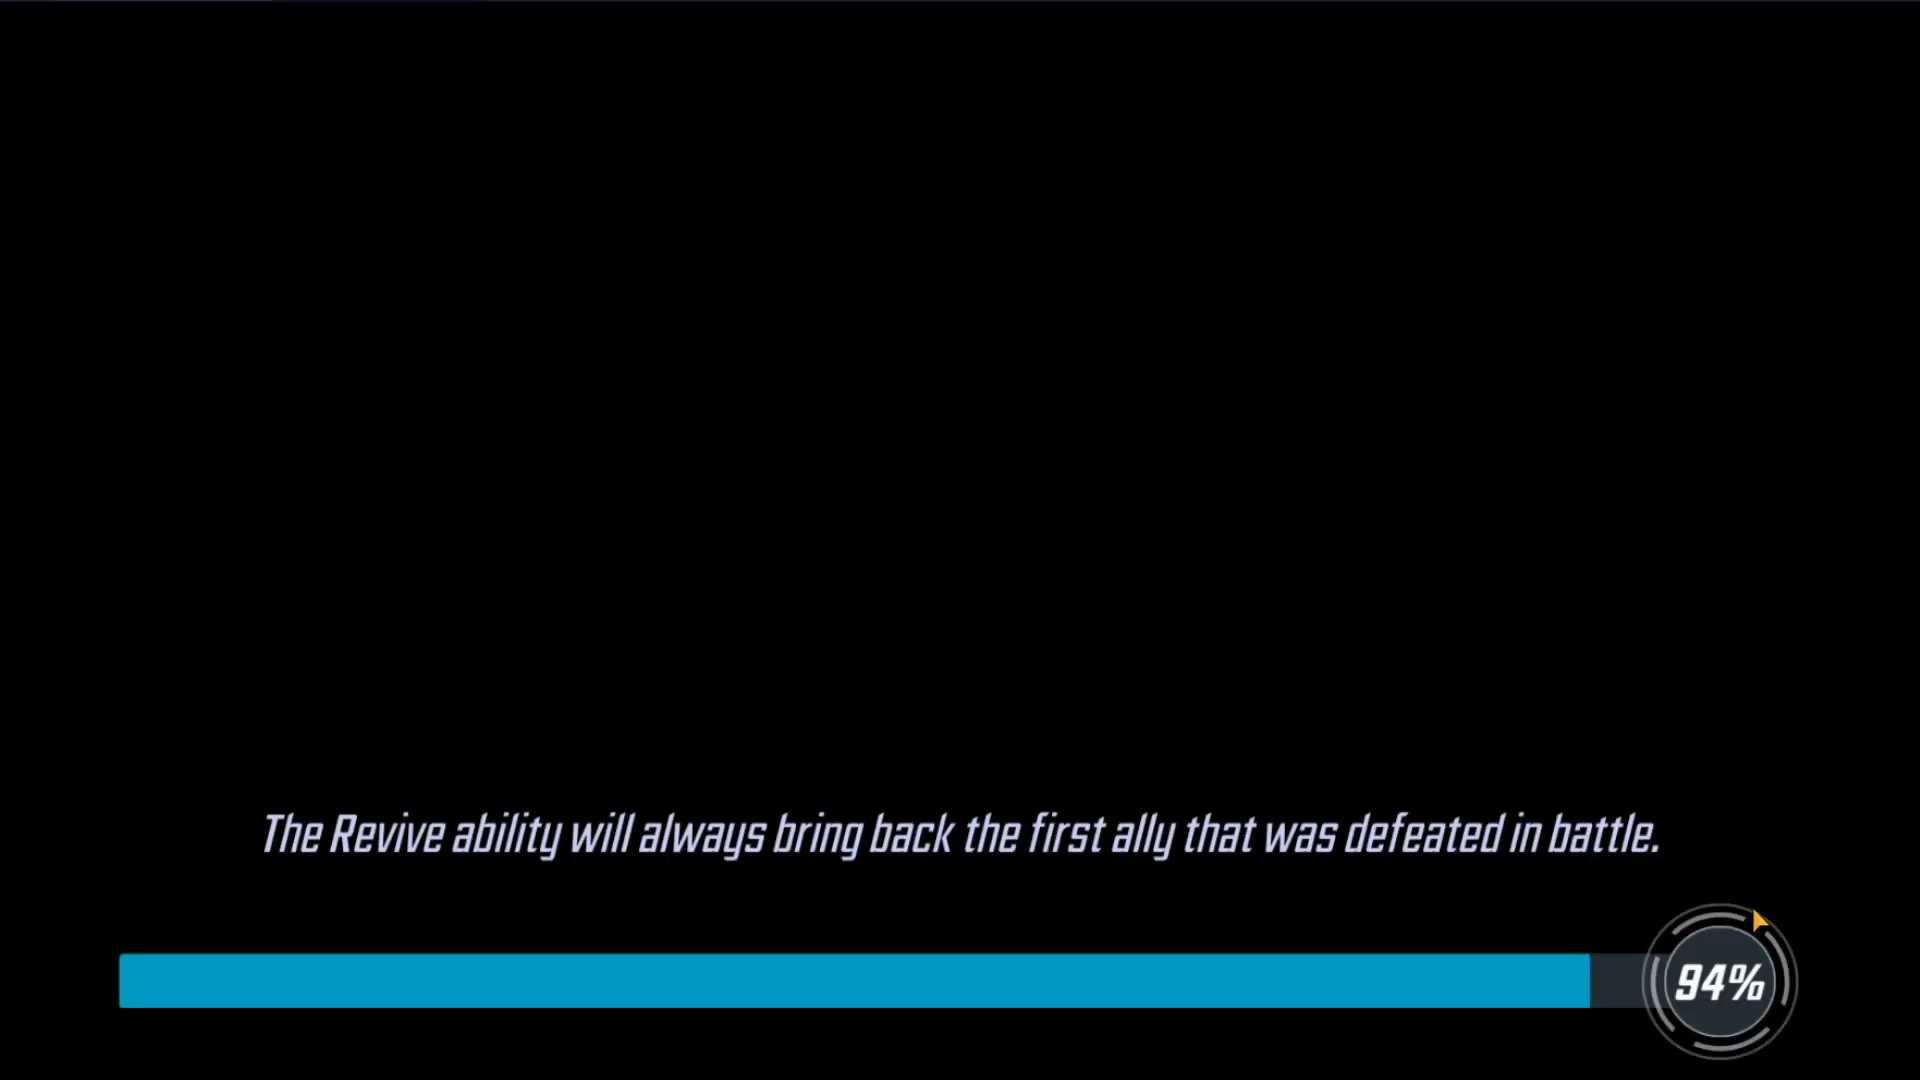 The Revive ability will always bring back the first ally that was defeated in battle.
94%